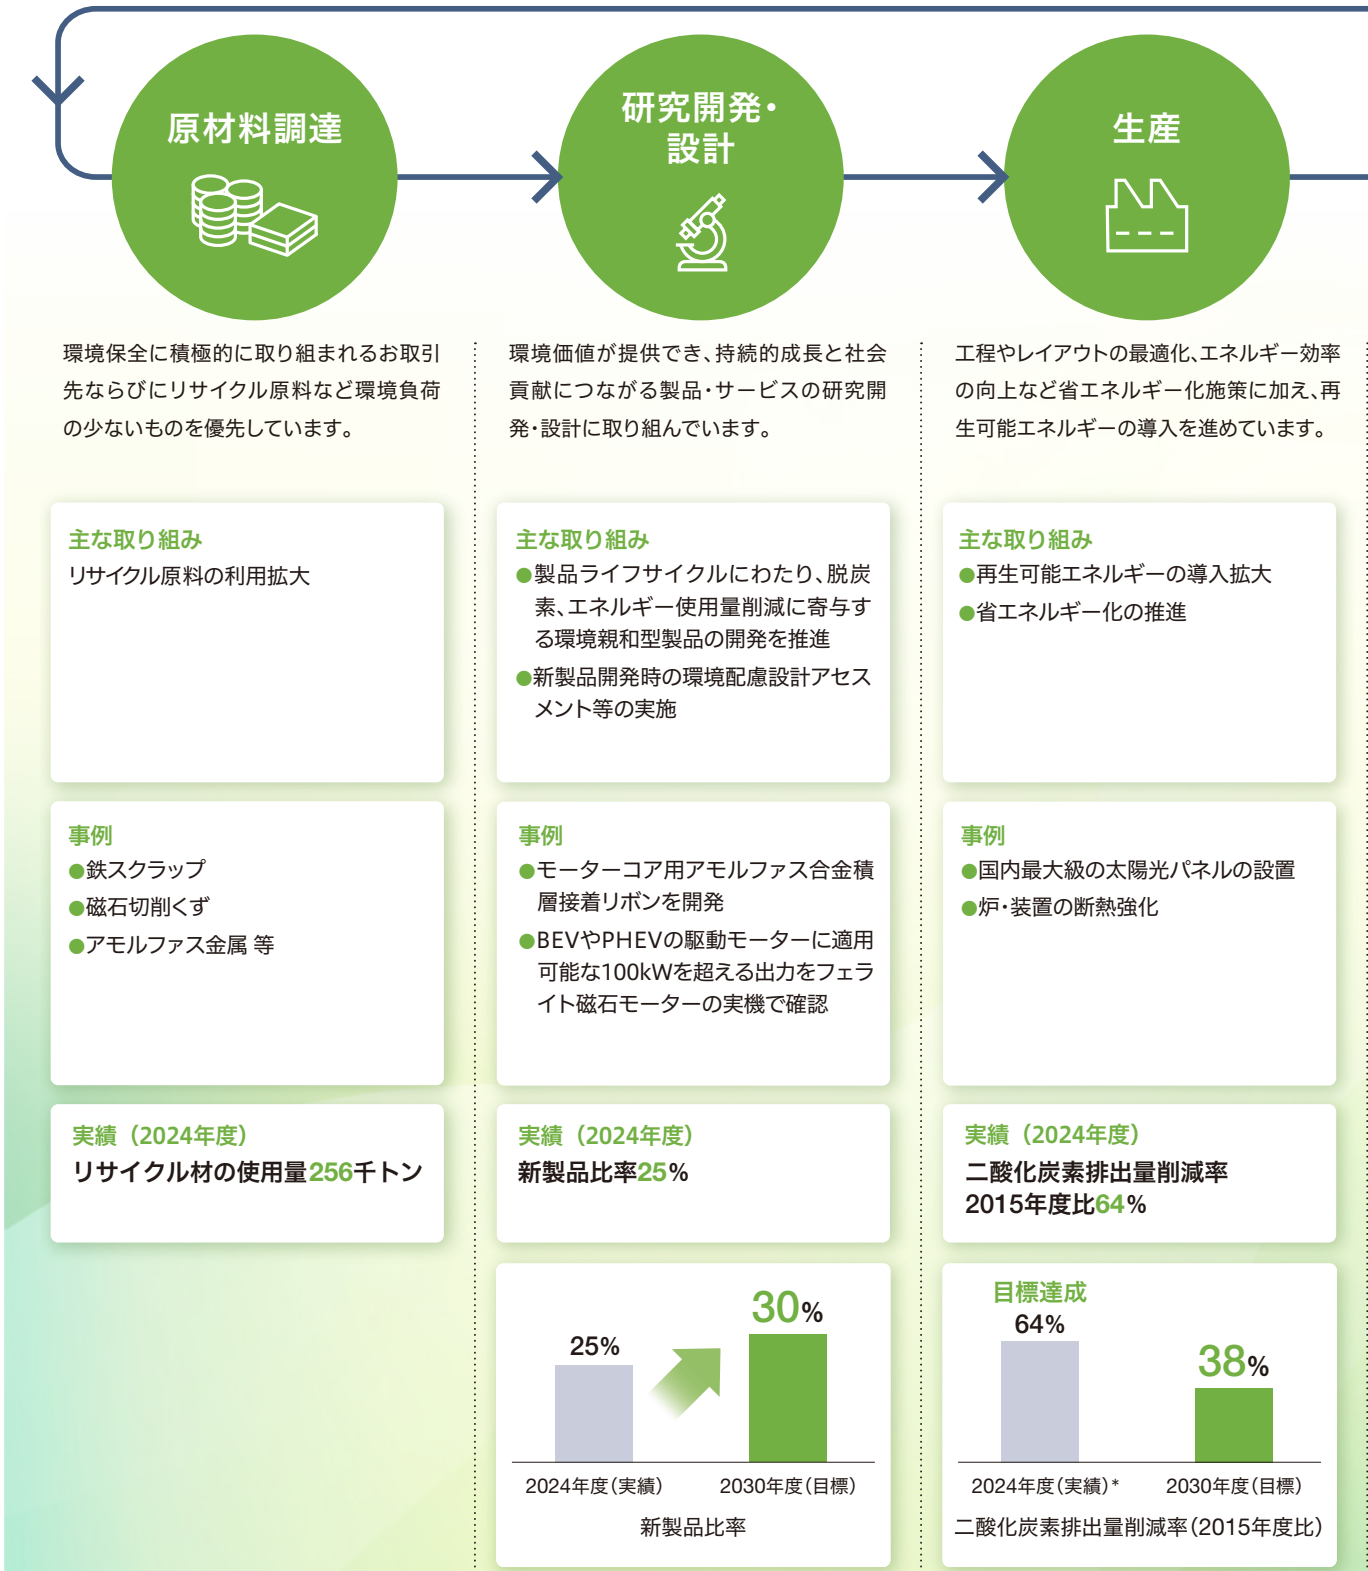 原材料調達
環境保全に積極的に取り組まれるお取引
先ならびにリサイクル原料など環境負荷
の少ないものを優先しています。
主な取り組み
リサイクル原料の利用拡大
事例
●鉄スクラップ
●磁石切削くず
●アモルファス金属 等
実績（2024年度）
リサイクル材の使用量256千トン
研究開発・
設計
環境価値が提供でき、持続的成長と社会
貢献につながる製品・サービスの研究開
発・設計に取り組んでいます。
主な取り組み
●製品ライフサイクルにわたり、脱炭
素、エネルギー使用量削減に寄与す
る環境親和型製品の開発を推進
●新製品開発時の環境配慮設計アセス
メント等の実施
事例
●モーターコア用アモルファス合金積
層接着リボンを開発
●BEVやPHEVの駆動モーターに適用
可能な100kWを超える出力をフェラ
イト磁石モーターの実機で確認
実績（2024年度）
新製品比率25%
25%
30%
2024年度（実績）
2030年度（目標）
新製品比率
生産
工程やレイアウトの最適化、エネルギー効率
の向上など省エネルギー化施策に加え、再
生可能エネルギーの導入を進めています。
主な取り組み
●再生可能エネルギーの導入拡大
●省エネルギー化の推進
事例
●国内最大級の太陽光パネルの設置
●炉・装置の断熱強化
実績（2024年度）
二酸化炭素排出量削減率
2015年度比64%
目標達成
64%
38%
2024年度（実績）*
2030年度（目標）
二酸化炭素排出量削減率（2015年度比）